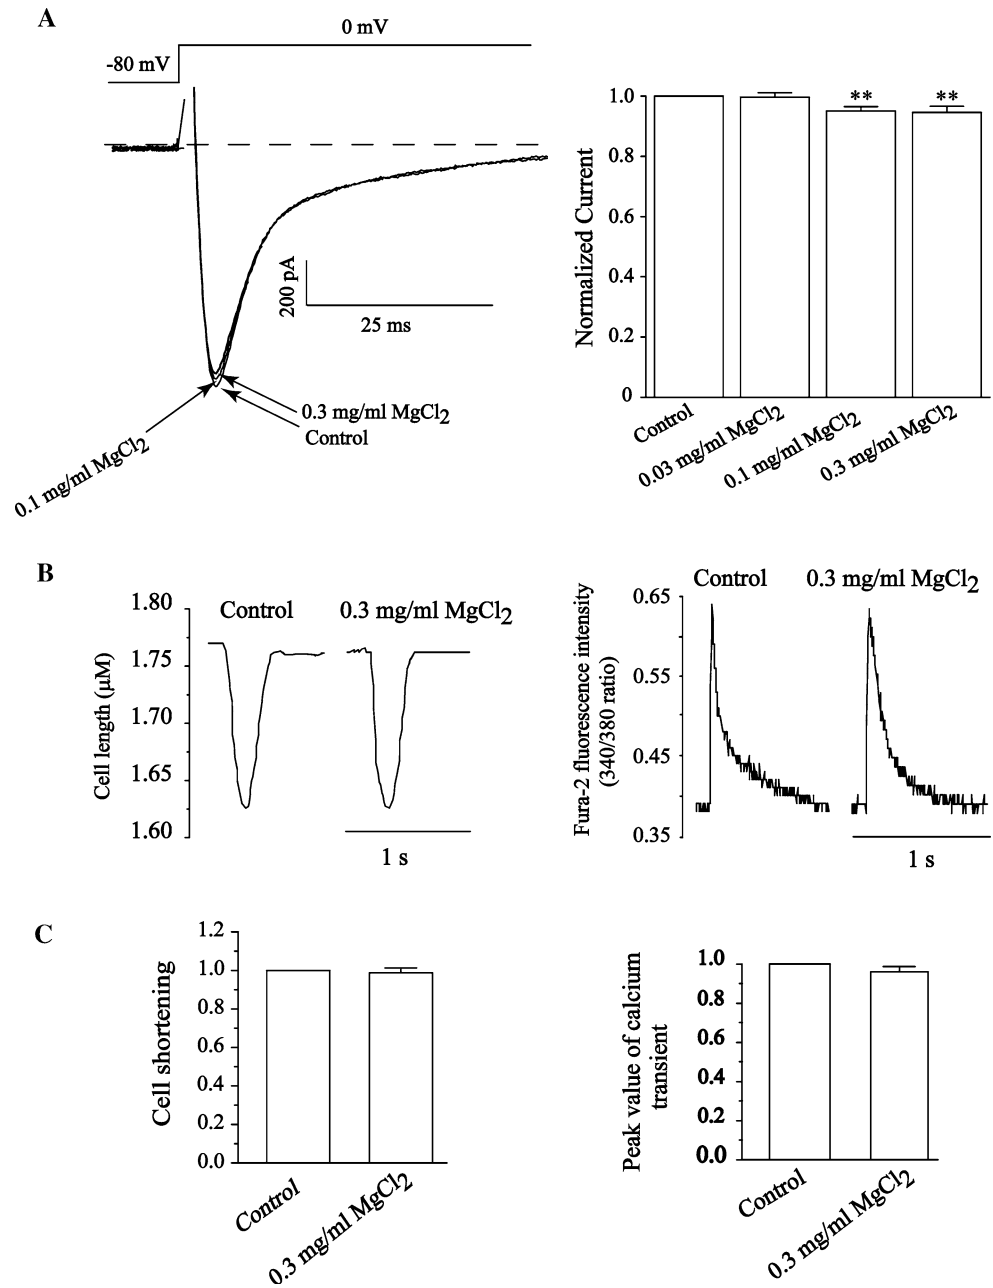 A
0 mV
-80 mV
200 pA
25 ms
0.3 mg/ml MgCl2
Control
0.1 mg/ml MgCl2
Normalized Current
1.0
0.8
0.6
0.4
0.2
0
** **
Control
0.03 mg/ml MgCl2
0.1 mg/ml MgCl2
0.3 mg/ml MgCl2
B
Cell length (µM)
1.80
1.75
1.70
1.65
1.60
Control
0.3 mg/ml MgCl2
1 s
Fura-2 fluorescence intensity
(340/380 ratio)
0.65
0.55
0.45
0.35
Control
0.3 mg/ml MgCl2
1 s
C
Cell shortening
1.2
1.0
0.8
0.6
0.4
0.2
0.0
Control
0.3 mg/ml MgCl2
Peak value of calcium
transient
1.0
0.8
0.6
0.4
0.2
0.0
Control
0.3 mg/ml MgCl2